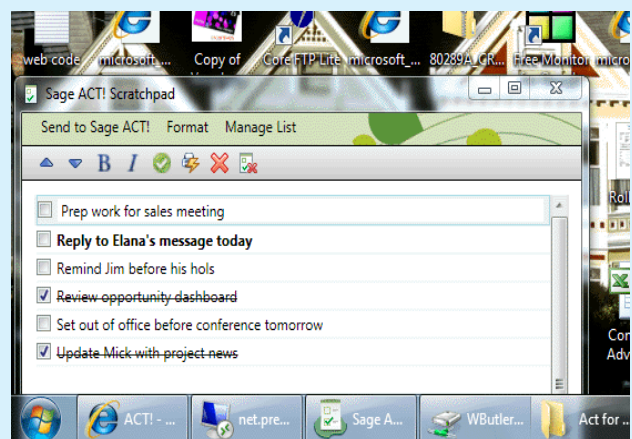 web code microsoft_... Copy of Core FTP Lite microsoft_... 80289A_CR... Free Monitor micro
Sage ACT! Scratchpad
Send to Sage ACT! Format Manage List
B I
Prep work for sales meeting
Reply to Elana's message today
Remind Jim before his hols
Review opportunity dashboard
Set out of office before conference tomorrow
Update Mick with project news
Rol
Cor
Adv
ACT! - ... net.pre... Sage A... WButler... Act for ...